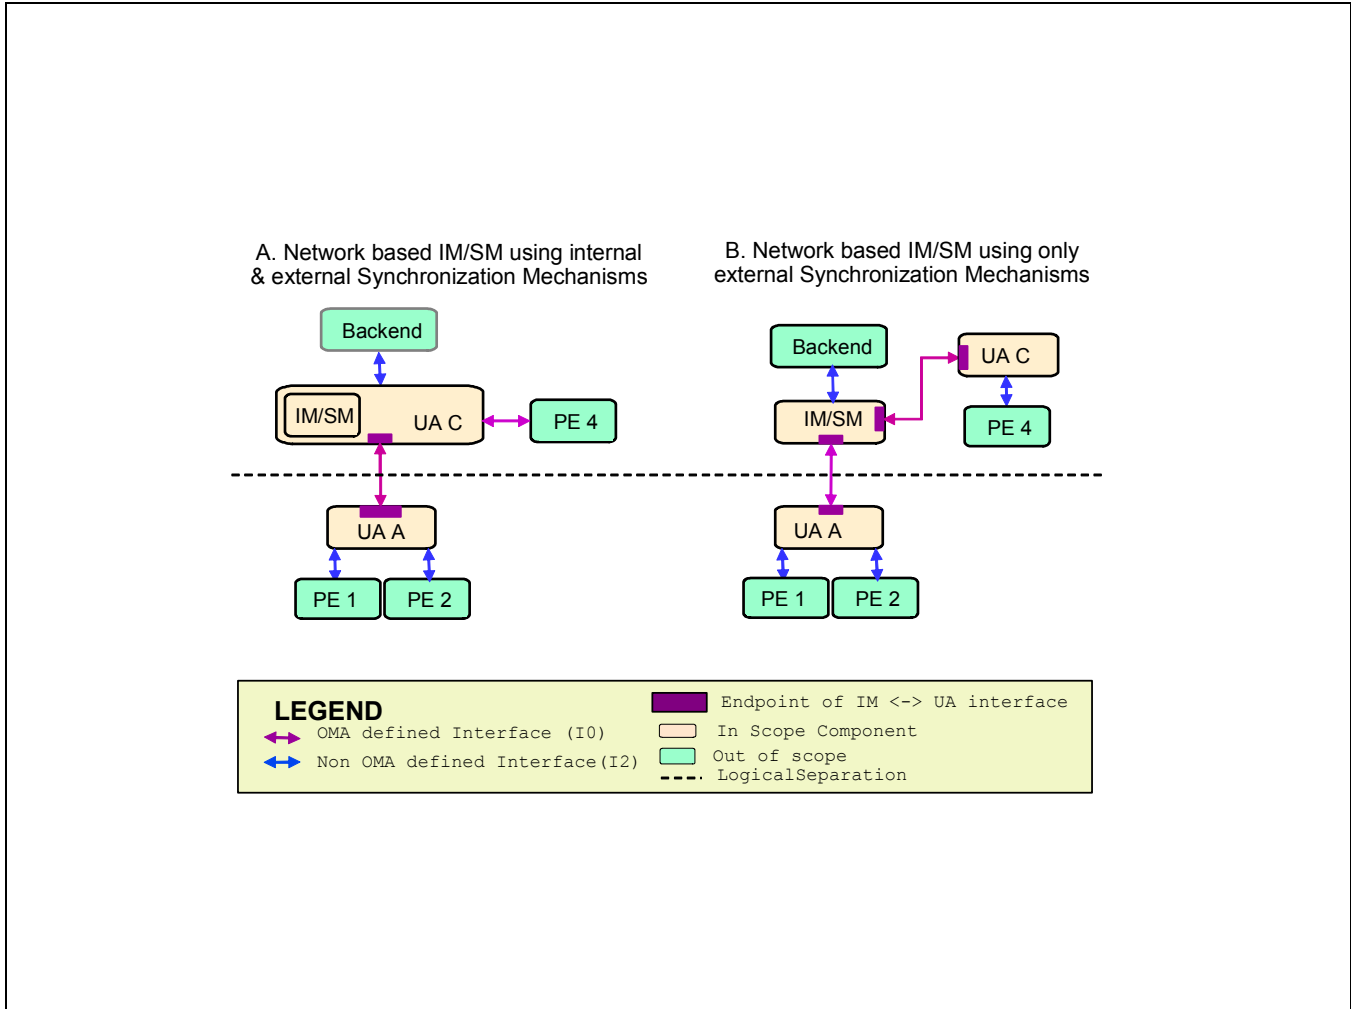 A. Network based IM/SM using internal
& external Synchronization Mechanisms
Backend
IM/SM
UA C
PE 4
UA A
PE 1
PE 2
B. Network based IM/SM using only
external Synchronization Mechanisms
Backend
UA C
IM/SM
PE 4
UA A
PE 1
PE 2
LEGEND
OMA defined Interface (I0)
Non OMA defined Interface(I2)
Endpoint of IM <-> UA interface
In Scope Component
Out of scope
LogicalSeparation